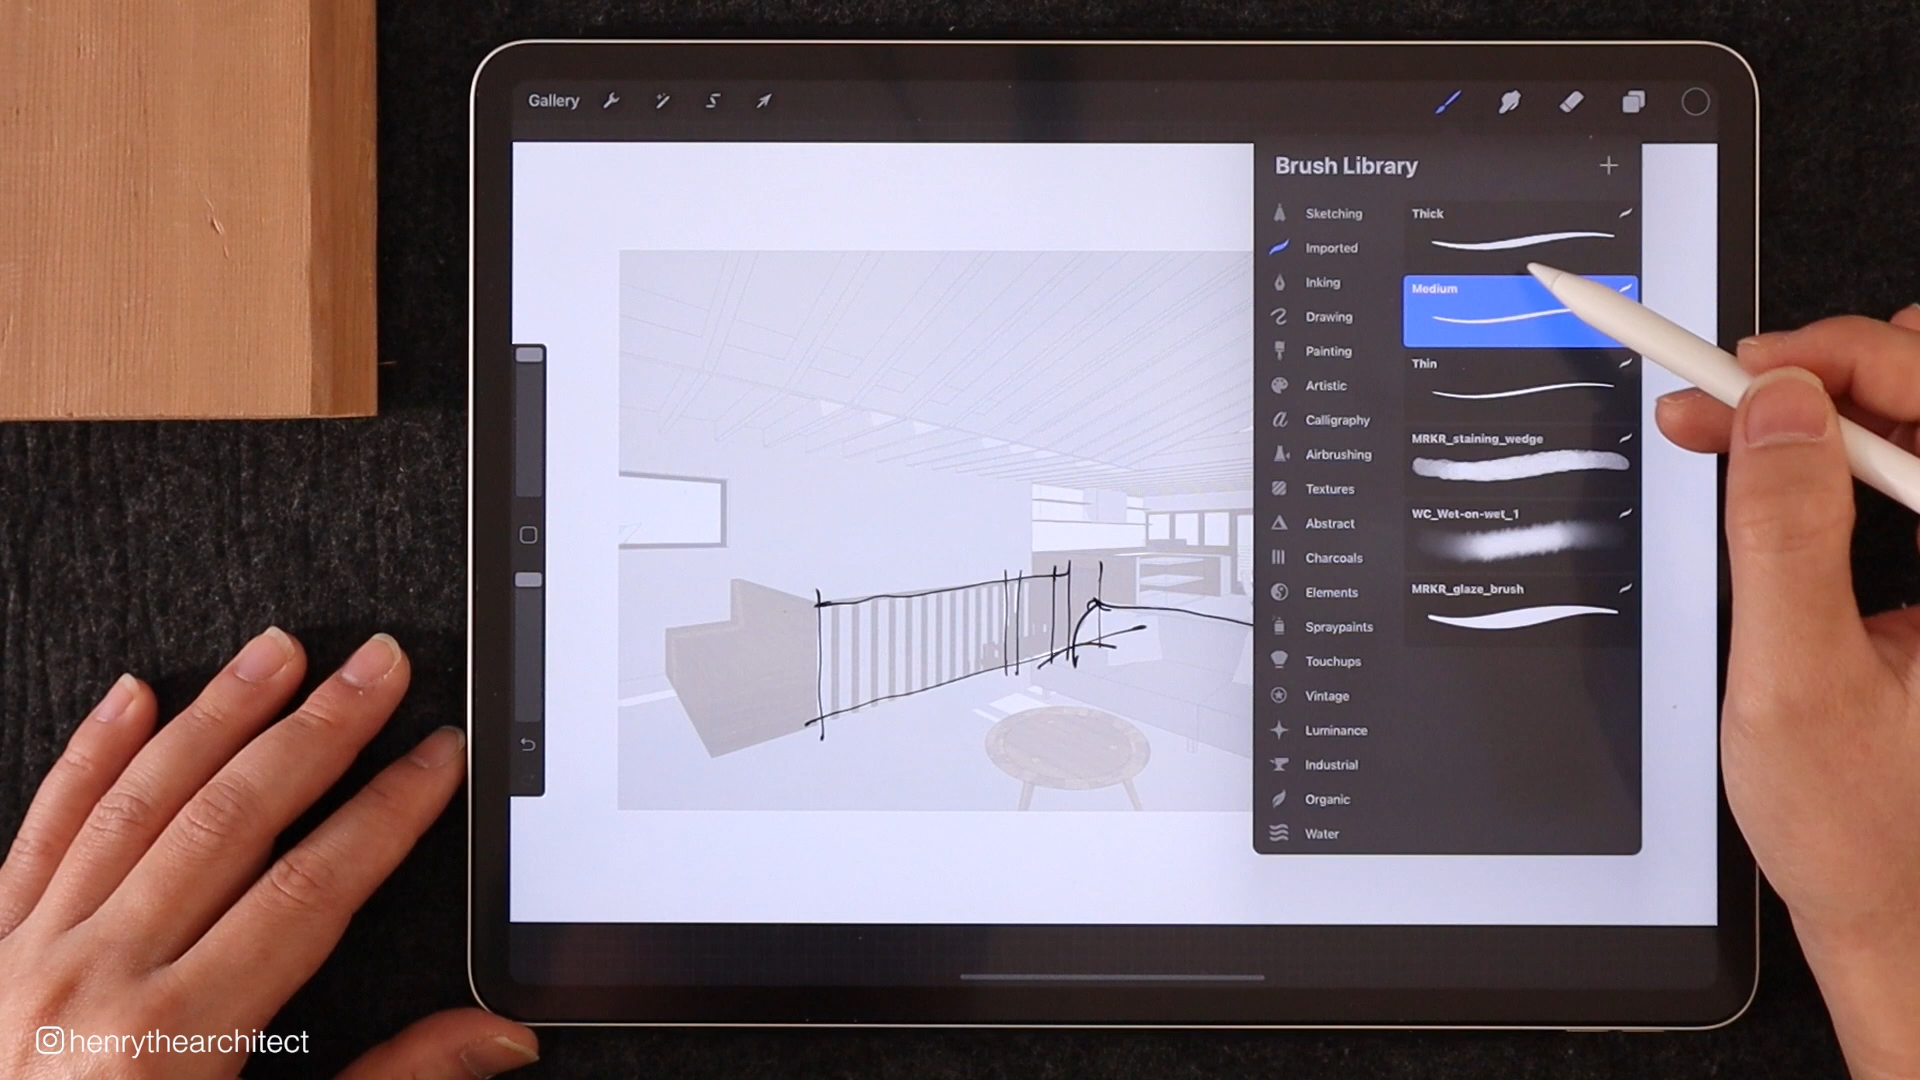 Gallery
Brush Library
Sketching
Imported
Inking
Drawing
Painting
Artistic
Calligraphy
Airbrushing
Textures
Abstract
Charcoals
Elements
Spraypaints
Touchups
Vintage
Luminance
Industrial
Organic
Water
Thick
Medium
Thin
MRKR_staining_wedge
WC_Wet-on-wet_1
MRKR_glaze_brush
henrythearchitect